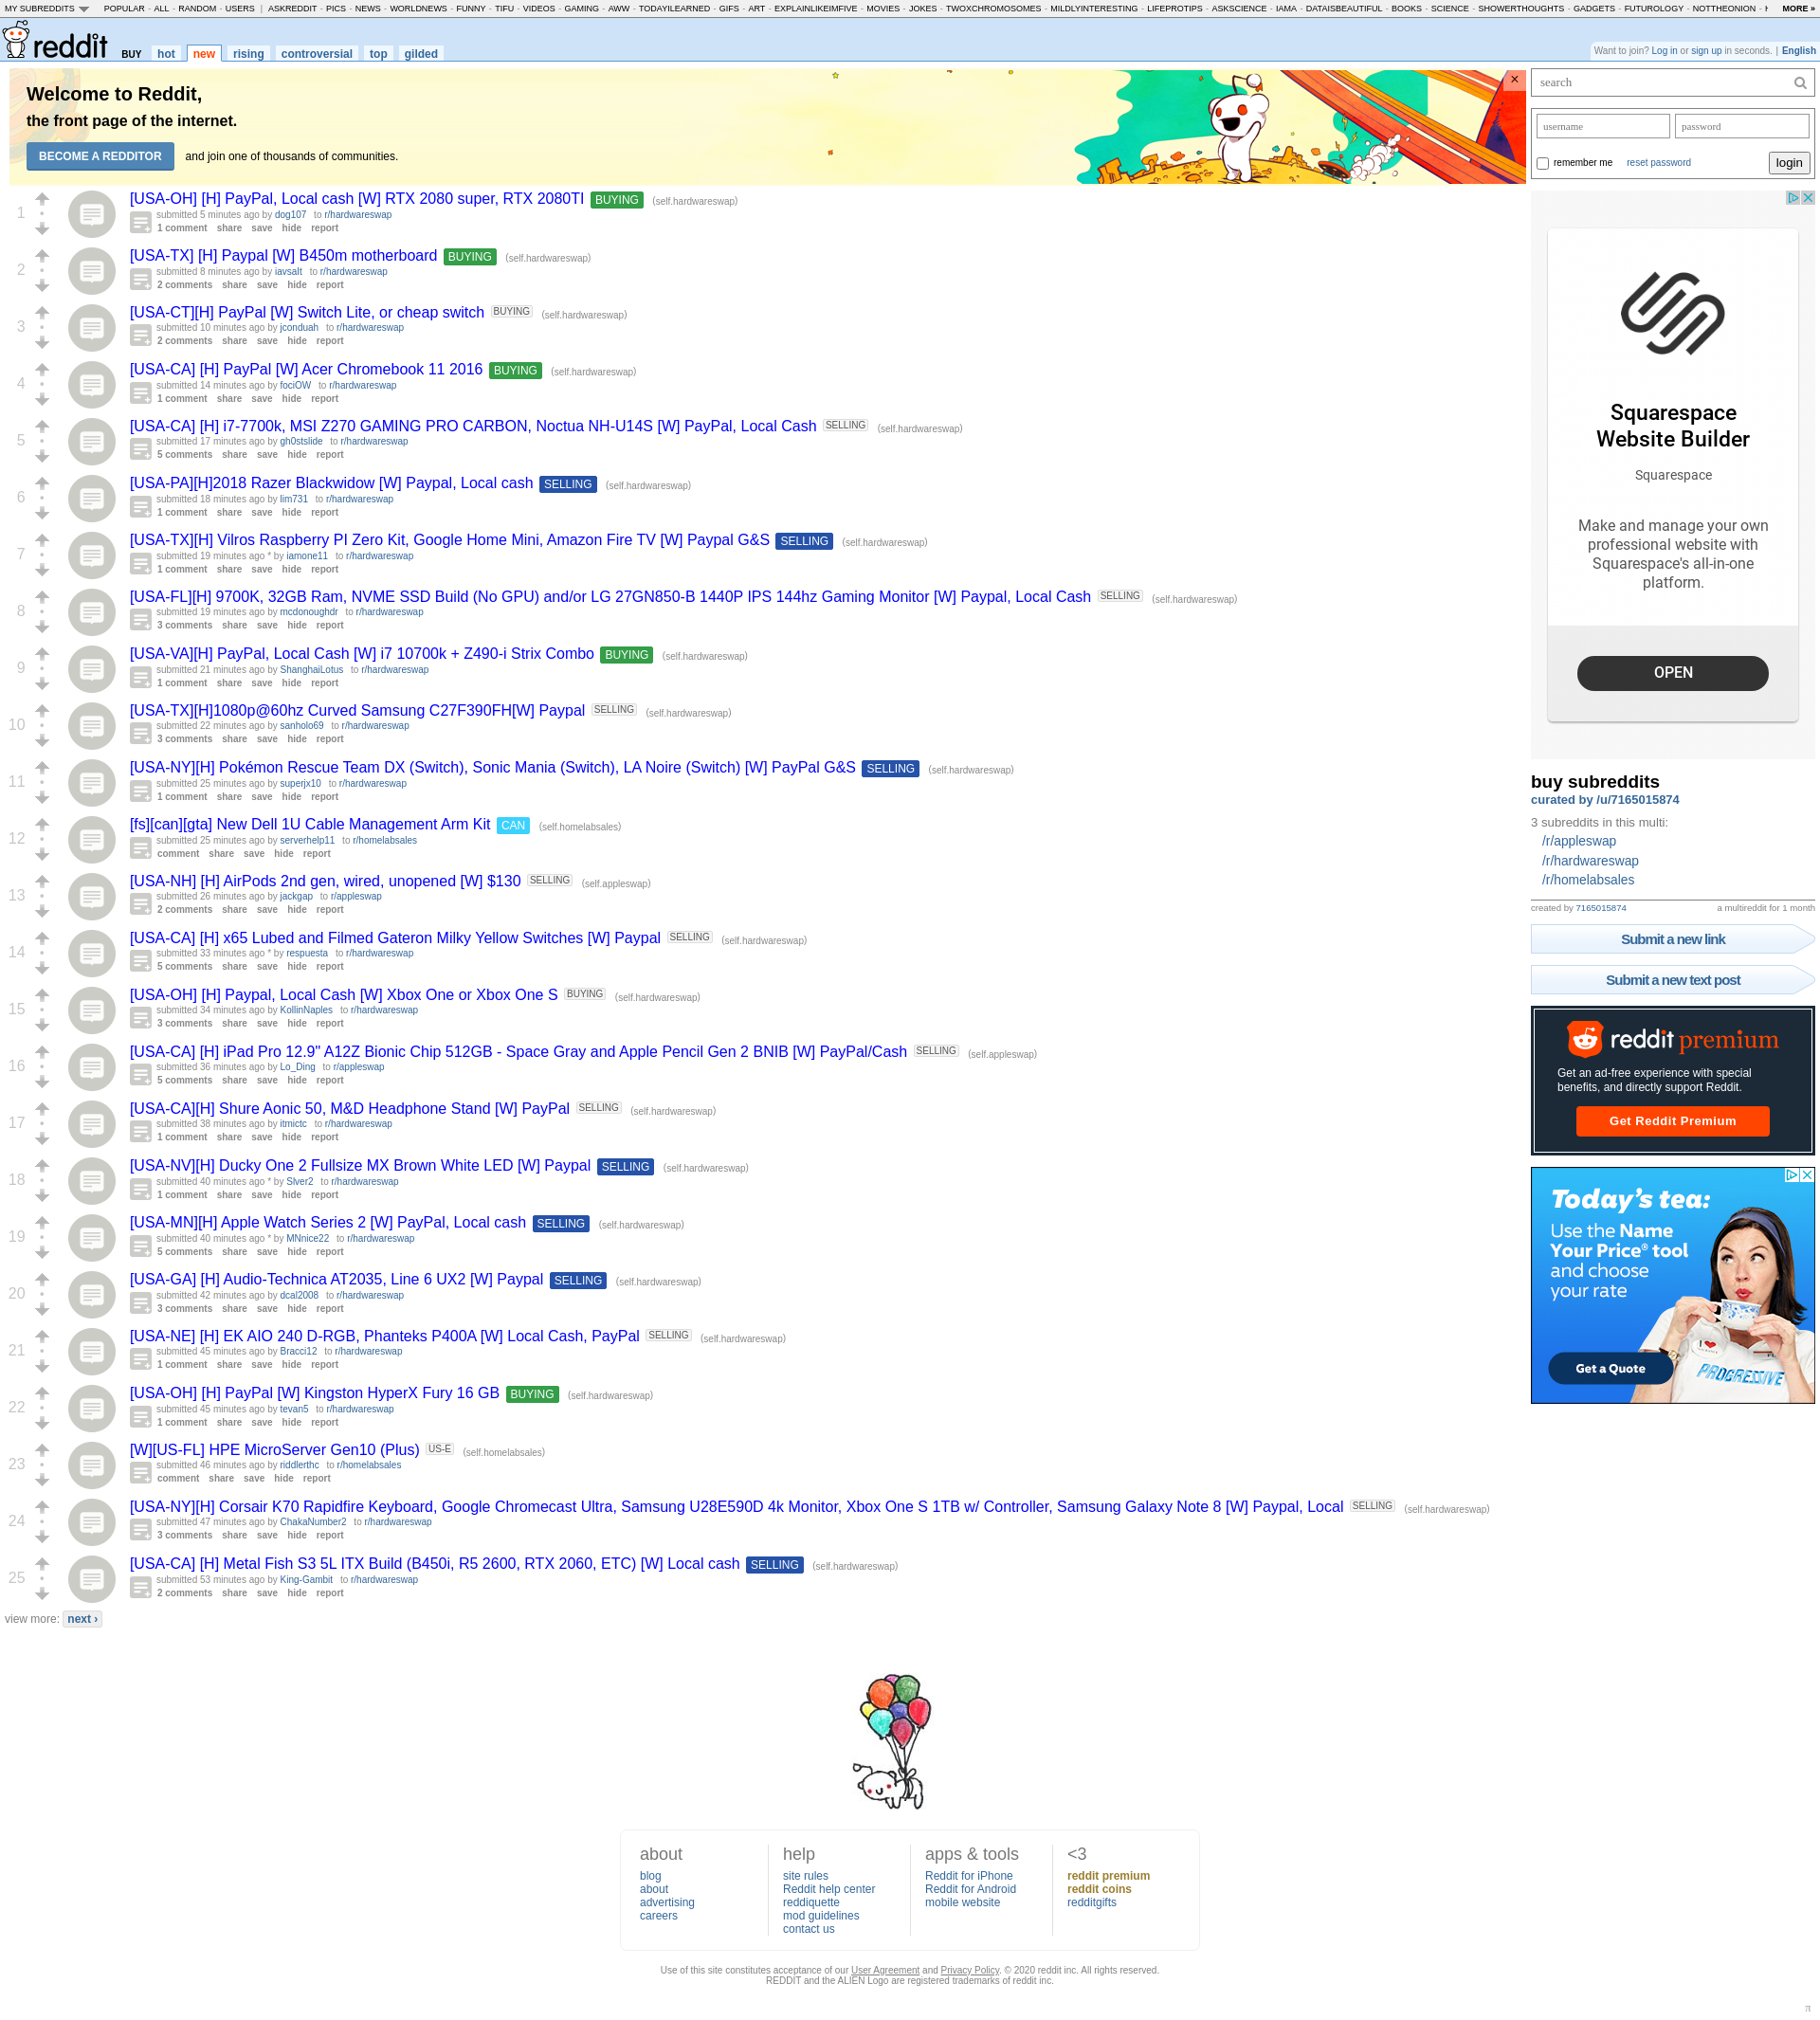 MY SUBREDDITS POPULAR - ALL - RANDOM - USERS | ASKREDDIT - PICS - NEWS - WORLDNEWS - FUNNY - TIFU - VIDEOS - GAMING - AWW - TODAYILEARNED - GIFS - ART - EXPLAINLIKEIMFIVE - MOVIES - JOKES - TWOXCHROMOSOMES - MILDLYINTERESTING - LIFEPROTIPS - ASKSCIENCE - IAMA - DATAISBEAUTIFUL - BOOKS - SCIENCE - SHOWERTHOUGHTS - GADGETS - FUTUROLOGY - NOTTHEONION - MORE »
reddit BUY hot new rising controversial top gilded
Want to join? Log in or sign up in seconds. | English
Welcome to Reddit,
the front page of the internet.
BECOME A REDDITOR and join one of thousands of communities.
×
1
[USA-OH] [H] PayPal, Local cash [W] RTX 2080 super, RTX 2080TI BUYING (self.hardwareswap)
submitted 5 minutes ago by dog107 to r/hardwareswap
1 comment share save hide report
2
[USA-TX] [H] Paypal [W] B450m motherboard BUYING (self.hardwareswap)
submitted 8 minutes ago by iavsalt to r/hardwareswap
2 comments share save hide report
3
[USA-CT][H] PayPal [W] Switch Lite, or cheap switch BUYING (self.hardwareswap)
submitted 10 minutes ago by jconduah to r/hardwareswap
2 comments share save hide report
4
[USA-CA] [H] PayPal [W] Acer Chromebook 11 2016 BUYING (self.hardwareswap)
submitted 14 minutes ago by fociOW to r/hardwareswap
1 comment share save hide report
5
[USA-CA] [H] i7-7700k, MSI Z270 GAMING PRO CARBON, Noctua NH-U14S [W] PayPal, Local Cash SELLING (self.hardwareswap)
submitted 17 minutes ago by gh0stslide to r/hardwareswap
5 comments share save hide report
6
[USA-PA][H]2018 Razer Blackwidow [W] Paypal, Local cash SELLING (self.hardwareswap)
submitted 18 minutes ago by lim731 to r/hardwareswap
1 comment share save hide report
7
[USA-TX][H] Vilros Raspberry PI Zero Kit, Google Home Mini, Amazon Fire TV [W] Paypal G&S SELLING (self.hardwareswap)
submitted 19 minutes ago * by iamone11 to r/hardwareswap
1 comment share save hide report
8
[USA-FL][H] 9700K, 32GB Ram, NVME SSD Build (No GPU) and/or LG 27GN850-B 1440P IPS 144hz Gaming Monitor [W] Paypal, Local Cash SELLING (self.hardwareswap)
submitted 19 minutes ago by mcdonoughdr to r/hardwareswap
3 comments share save hide report
9
[USA-VA][H] PayPal, Local Cash [W] i7 10700k + Z490-i Strix Combo BUYING (self.hardwareswap)
submitted 21 minutes ago by ShanghaiLotus to r/hardwareswap
1 comment share save hide report
10
[USA-TX][H]1080p@60hz Curved Samsung C27F390FH[W] Paypal SELLING (self.hardwareswap)
submitted 22 minutes ago by sanholo69 to r/hardwareswap
3 comments share save hide report
11
[USA-NY][H] Pokémon Rescue Team DX (Switch), Sonic Mania (Switch), LA Noire (Switch) [W] PayPal G&S SELLING (self.hardwareswap)
submitted 25 minutes ago by superjx10 to r/hardwareswap
1 comment share save hide report
12
[fs][can][gta] New Dell 1U Cable Management Arm Kit CAN (self.homelabsales)
submitted 25 minutes ago by serverhelp11 to r/homelabsales
comment share save hide report
13
[USA-NH] [H] AirPods 2nd gen, wired, unopened [W] $130 SELLING (self.appleswap)
submitted 26 minutes ago by jackgap to r/appleswap
2 comments share save hide report
14
[USA-CA] [H] x65 Lubed and Filmed Gateron Milky Yellow Switches [W] Paypal SELLING (self.hardwareswap)
submitted 33 minutes ago * by respuesta to r/hardwareswap
5 comments share save hide report
15
[USA-OH] [H] Paypal, Local Cash [W] Xbox One or Xbox One S BUYING (self.hardwareswap)
submitted 34 minutes ago by KollinNaples to r/hardwareswap
3 comments share save hide report
16
[USA-CA] [H] iPad Pro 12.9" A12Z Bionic Chip 512GB - Space Gray and Apple Pencil Gen 2 BNIB [W] PayPal/Cash SELLING (self.appleswap)
submitted 36 minutes ago by Lo_Ding to r/appleswap
5 comments share save hide report
17
[USA-CA][H] Shure Aonic 50, M&D Headphone Stand [W] PayPal SELLING (self.hardwareswap)
submitted 38 minutes ago by itmictc to r/hardwareswap
1 comment share save hide report
18
[USA-NV][H] Ducky One 2 Fullsize MX Brown White LED [W] Paypal SELLING (self.hardwareswap)
submitted 40 minutes ago * by Slver2 to r/hardwareswap
1 comment share save hide report
19
[USA-MN][H] Apple Watch Series 2 [W] PayPal, Local cash SELLING (self.hardwareswap)
submitted 40 minutes ago * by MNnice22 to r/hardwareswap
5 comments share save hide report
20
[USA-GA] [H] Audio-Technica AT2035, Line 6 UX2 [W] Paypal SELLING (self.hardwareswap)
submitted 42 minutes ago by dcal2008 to r/hardwareswap
3 comments share save hide report
21
[USA-NE] [H] EK AIO 240 D-RGB, Phanteks P400A [W] Local Cash, PayPal SELLING (self.hardwareswap)
submitted 45 minutes ago by Bracci12 to r/hardwareswap
1 comment share save hide report
22
[USA-OH] [H] PayPal [W] Kingston HyperX Fury 16 GB BUYING (self.hardwareswap)
submitted 45 minutes ago by tevan5 to r/hardwareswap
1 comment share save hide report
23
[W][US-FL] HPE MicroServer Gen10 (Plus) US-E (self.homelabsales)
submitted 46 minutes ago by riddlerthc to r/homelabsales
comment share save hide report
24
[USA-NY][H] Corsair K70 Rapidfire Keyboard, Google Chromecast Ultra, Samsung U28E590D 4k Monitor, Xbox One S 1TB w/ Controller, Samsung Galaxy Note 8 [W] Paypal, Local SELLING (self.hardwareswap)
submitted 47 minutes ago by ChakaNumber2 to r/hardwareswap
3 comments share save hide report
25
[USA-CA] [H] Metal Fish S3 5L ITX Build (B450i, R5 2600, RTX 2060, ETC) [W] Local cash SELLING (self.hardwareswap)
submitted 53 minutes ago by King-Gambit to r/hardwareswap
2 comments share save hide report
view more: next ›
search
username password
remember me reset password login
Squarespace
Website Builder
Squarespace
Make and manage your own
professional website with
Squarespace's all-in-one
platform.
OPEN
buy subreddits
curated by /u/7165015874
3 subreddits in this multi:
/r/appleswap
/r/hardwareswap
/r/homelabsales
created by 7165015874 a multireddit for 1 month
Submit a new link
Submit a new text post
reddit premium
Get an ad-free experience with special
benefits, and directly support Reddit.
Get Reddit Premium
Today's tea:
Use the Name
Your Price® tool
and choose
your rate
Get a Quote
PROGRESSIVE
about
blog
about
advertising
careers
help
site rules
Reddit help center
reddiquette
mod guidelines
contact us
apps & tools
Reddit for iPhone
Reddit for Android
mobile website
<3
reddit premium
reddit coins
redditgifts
Use of this site constitutes acceptance of our User Agreement and Privacy Policy. © 2020 reddit inc. All rights reserved.
REDDIT and the ALIEN Logo are registered trademarks of reddit inc.
π